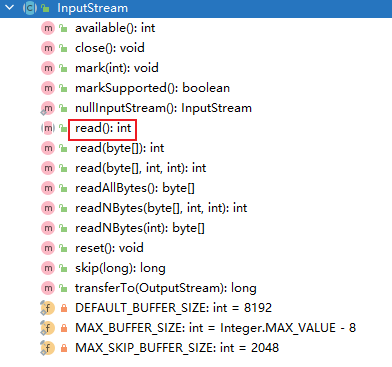 InputStream
available(): int
close(): void
mark(int): void
markSupported(): boolean
nullInputStream(): InputStream
read(): int
read(byte[]): int
read(byte[], int, int): int
readAllBytes(): byte[]
readNBytes(byte[], int, int): int
readNBytes(int): byte[]
reset(): void
skip(long): long
transferTo(OutputStream): long
DEFAULT_BUFFER_SIZE: int = 8192
MAX_BUFFER_SIZE: int = Integer.MAX_VALUE - 8
MAX_SKIP_BUFFER_SIZE: int = 2048